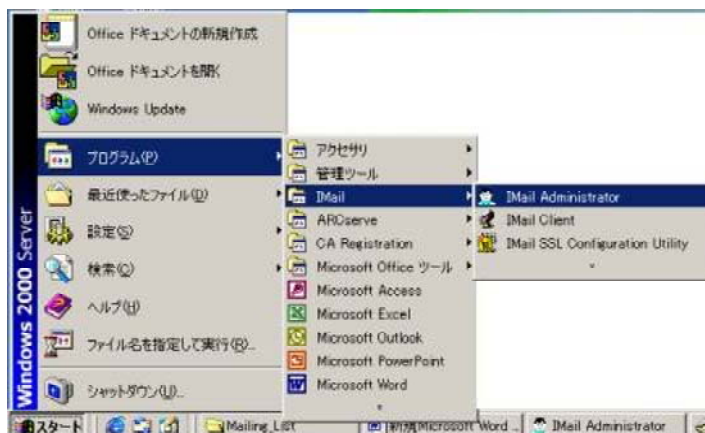 Office ドキュメントの新規作成
Office ドキュメントを開く
Windows Update
プログラム(P)
最近使ったファイル(D)
設定(S)
検索(C)
ヘルプ(H)
ファイル名を指定して実行(R)...
シャットダウン(U)...
Windows 2000 Server
アクセサリ
管理ツール
IMail
ARCserve
CA Registration
Microsoft Office ツール
Microsoft Access
Microsoft Excel
Microsoft Outlook
Microsoft PowerPoint
Microsoft Word
IMail Administrator
IMail Client
IMail SSL Configuration Utility
スタート
Mailing_List
新規Microsoft Word ...
IMail Administrator